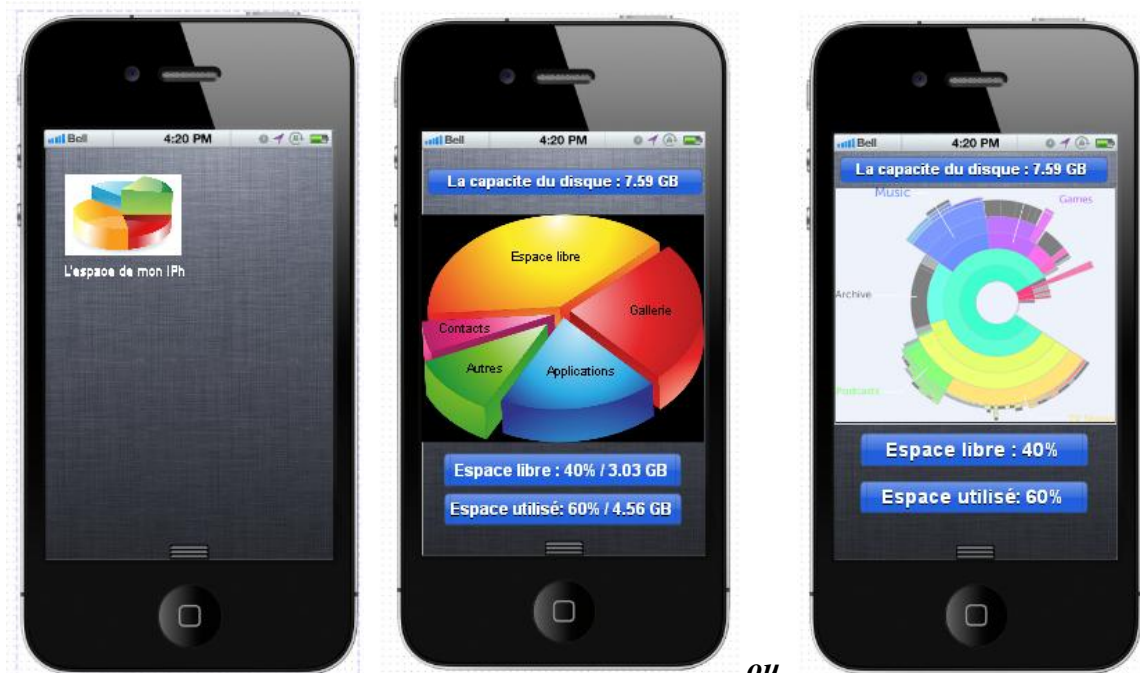 Bell 4:20 PM
L'espace de mon IPh
Bell 4:20 PM
La capacite du disque : 7.59 GB
Espace libre
Gallerie
Contacts
Autres
Applications
Espace libre : 40% / 3.03 GB
Espace utilisé: 60% / 4.56 GB
ou
Bell 4:20 PM
La capacite du disque : 7.59 GB
Music
Games
Archive
Podcasts
Espace libre : 40%
Espace utilisé: 60%